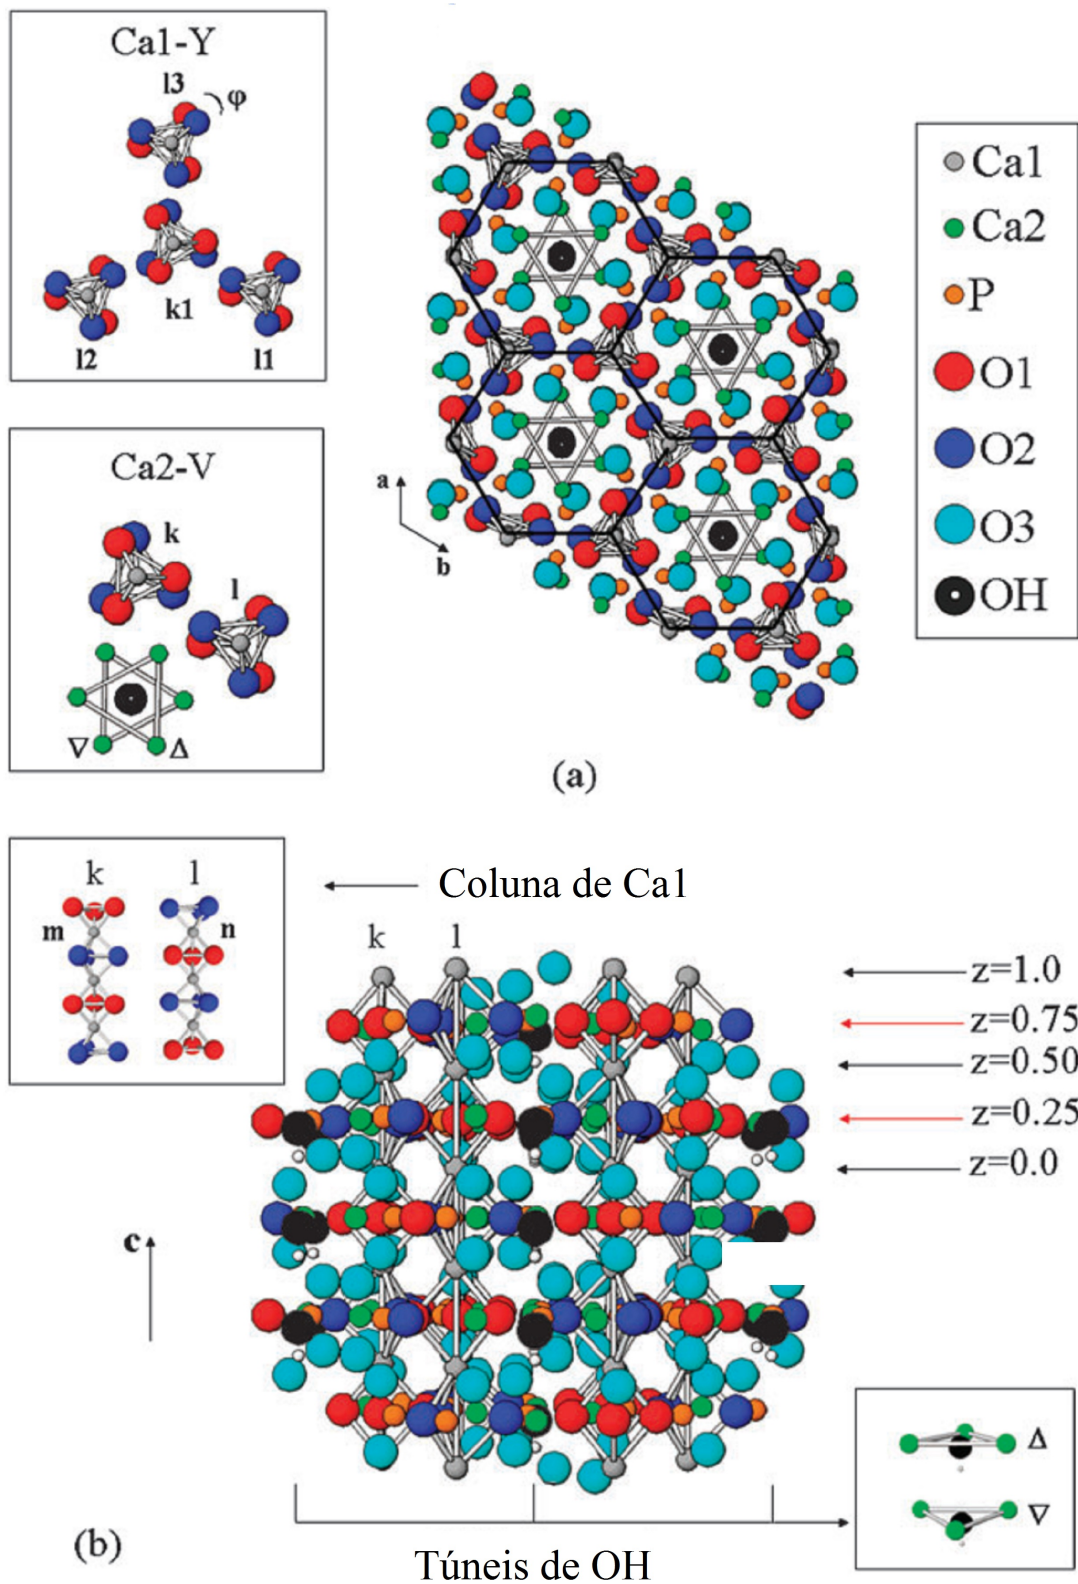 Ca1-Y
l3
φ
k1
l2
l1
Ca2-V
k
l
∇
Δ
a
b
(a)
Ca1
Ca2
P
O1
O2
O3
OH
k
l
m
n
Coluna de Ca1
k
l
z=1.0
z=0.75
z=0.50
z=0.25
z=0.0
c
Δ
∇
(b)
Túneis de OH